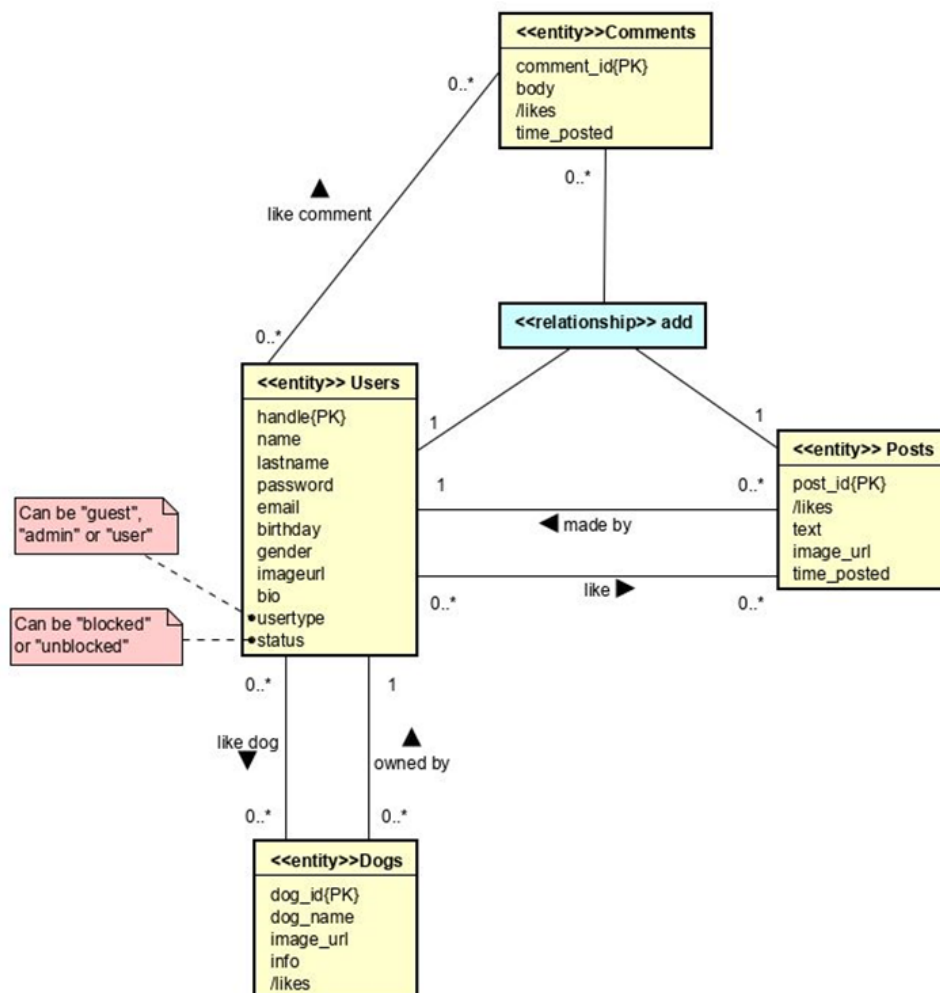 <<entity>>Comments
comment_id{PK}
body
/likes
time_posted
0..*
0..*
like comment
0..*
<<relationship>> add
<<entity>> Users
handle{PK}
name
lastname
password
email
birthday
gender
imageurl
bio
usertype
status
1
1
<<entity>> Posts
post_id{PK}
/likes
text
image_url
time_posted
1
0..*
made by
like
0..*
0..*
Can be "guest",
"admin" or "user"
Can be "blocked"
or "unblocked"
0..*
1
like dog
owned by
0..*
0..*
<<entity>>Dogs
dog_id{PK}
dog_name
image_url
info
/likes